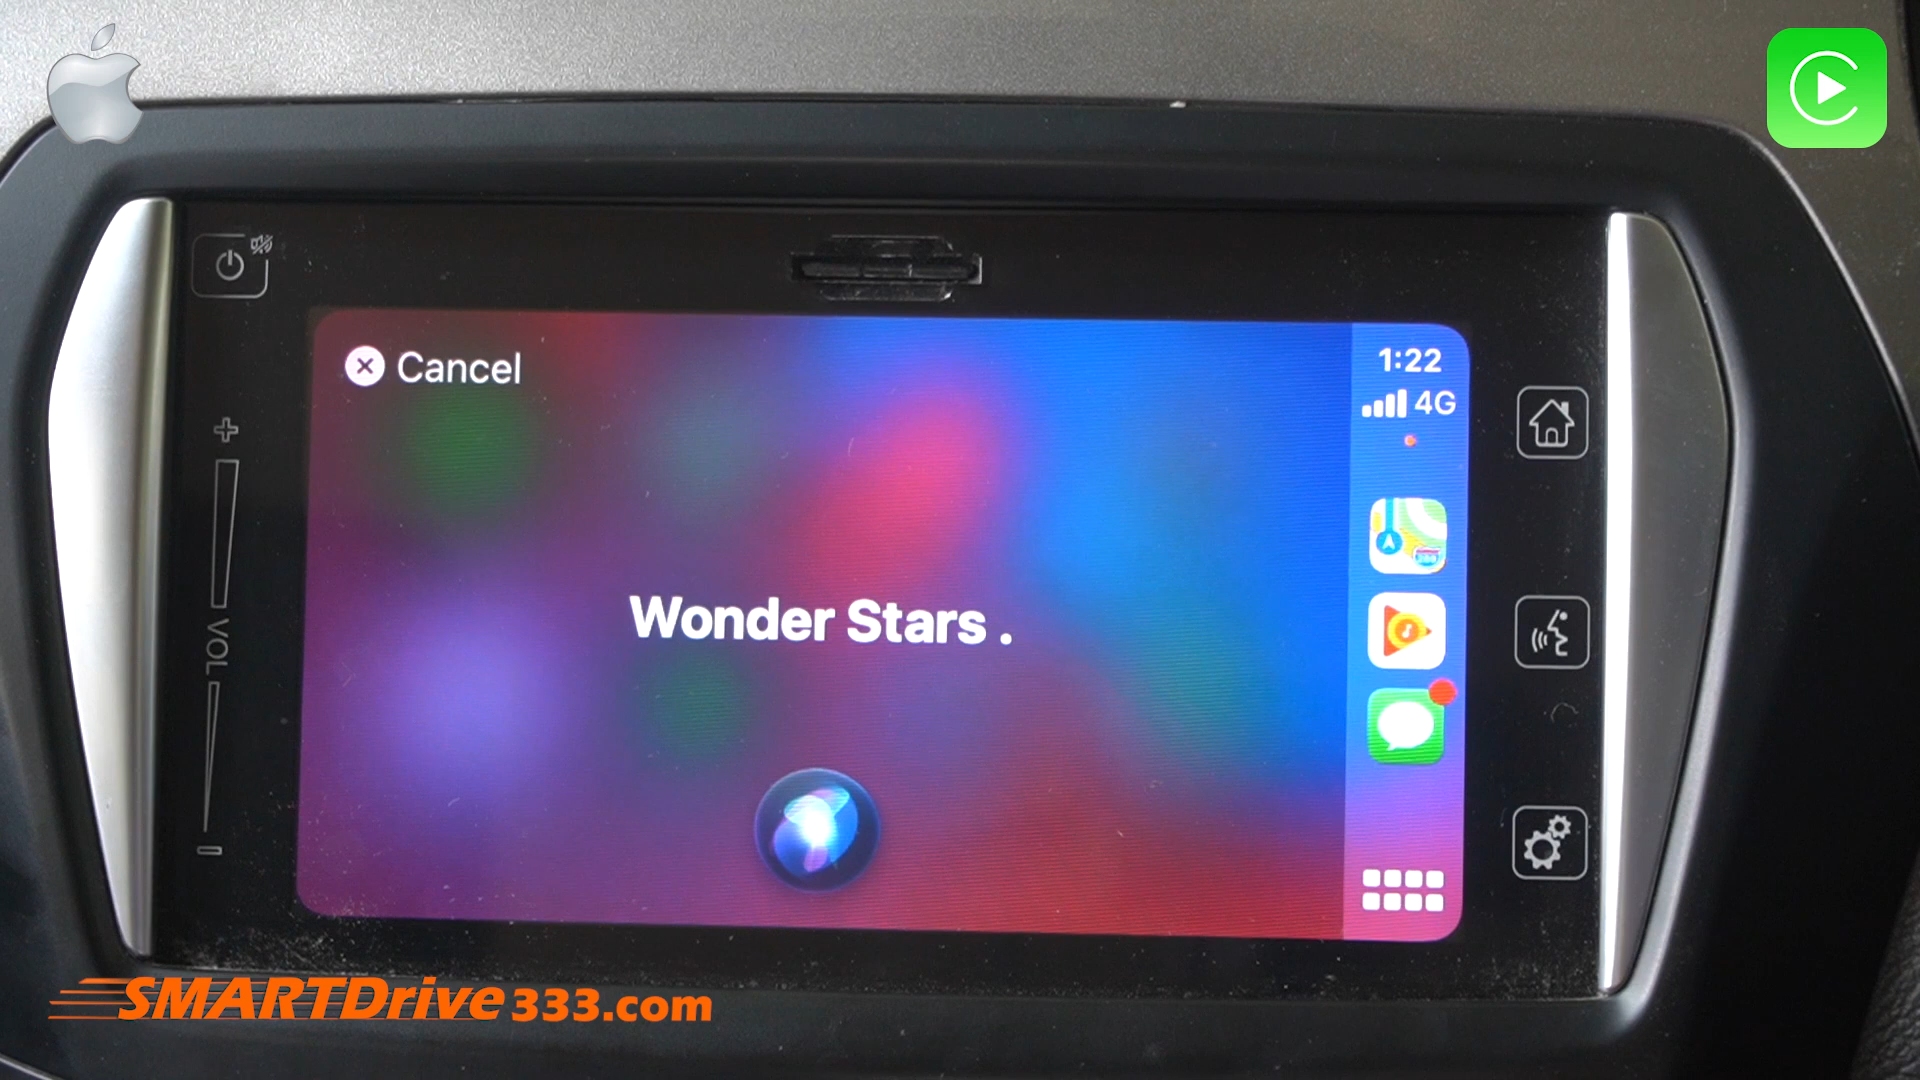 Cancel
1:22
4G
VOL
Wonder Stars .
SMARTDrive333.com